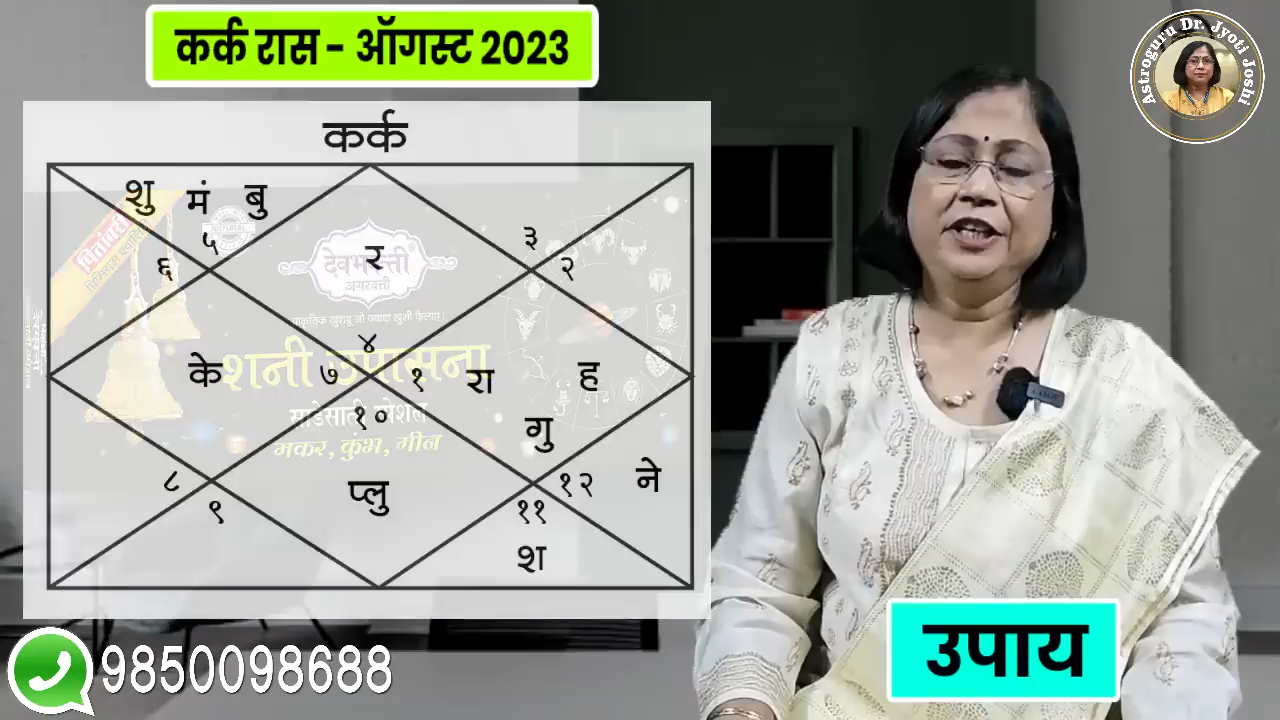 कर्क रास - ऑगस्ट 2023
Astroguru Dr. Jyoti Joshi
कर्क
शु मं बु
५
र
३
६
२
देवभक्ती
अगरबत्ती
४
के
७
१
रा
ह
शनी उपासना
साडेसाती स्पेशल
१०
गु
मकर, कुंभ, मीन
८
९
प्लु
१२
ने
११
श
9850098688
उपाय